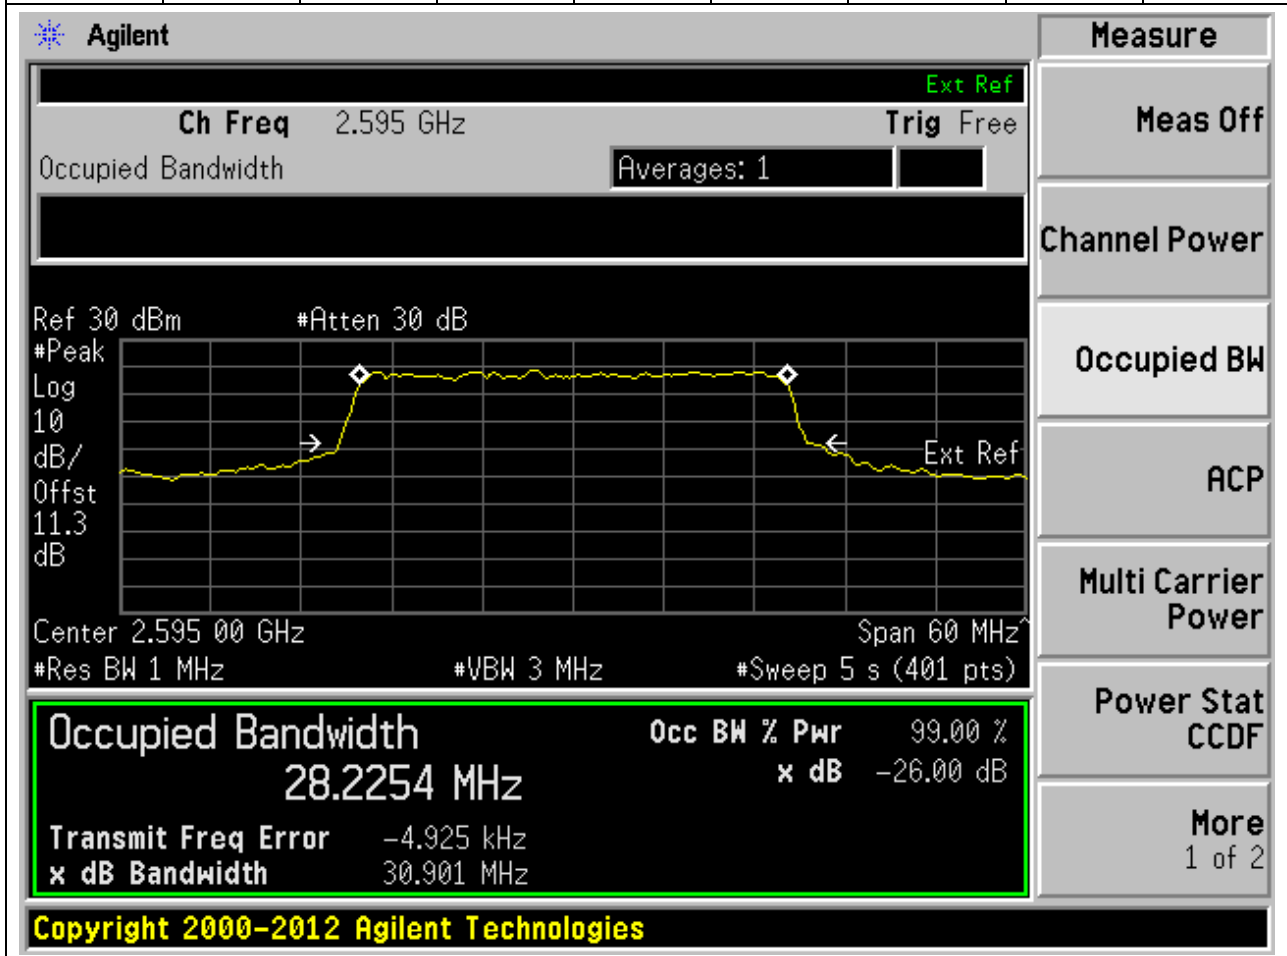 Agilent
Measure
Ext Ref
Ch Freq 2.595 GHz Trig Free
Meas Off
Occupied Bandwidth Averages: 1
Channel Power
Ref 30 dBm #Atten 30 dB
#Peak
Log
10
dB/
Offst
11.3
dB
Ext Ref
Occupied BW
ACP
Center 2.595 00 GHz Span 60 MHz^
#Res BW 1 MHz #VBW 3 MHz #Sweep 5 s (401 pts)
Multi Carrier
Power
Occupied Bandwidth Occ BW % Pwr 99.00 %
28.2254 MHz x dB -26.00 dB
Transmit Freq Error -4.925 kHz
x dB Bandwidth 30.901 MHz
Power Stat
CCDF
More
1 of 2
Copyright 2000-2012 Agilent Technologies